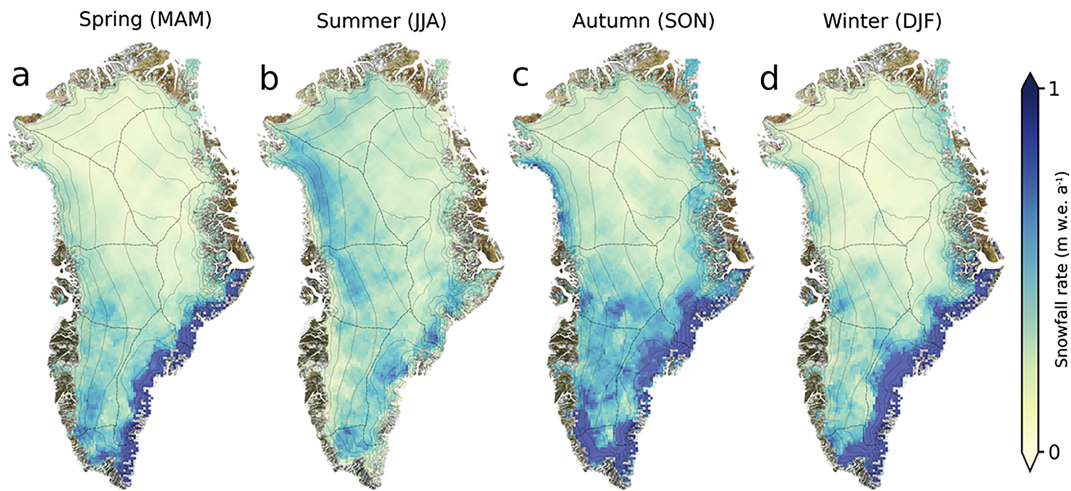 Spring (MAM) Summer (JJA) Autumn (SON) Winter (DJF)
a b c d
1
Snowfall rate (m w.e. a⁻¹)
0